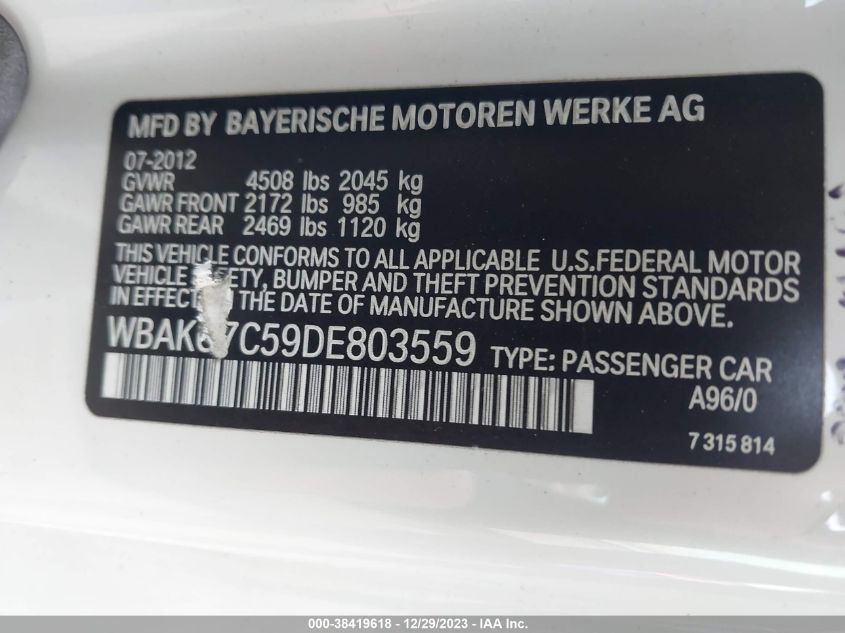 MFD BY BAYERISCHE MOTOREN WERKE AG
07-2012
GVWR 4508 lbs 2045 kg
GAWR FRONT 2172 lbs 985 kg
GAWR REAR 2469 lbs 1120 kg
THIS VEHICLE CONFORMS TO ALL APPLICABLE U.S.FEDERAL MOTOR
VEHICLE SAFETY, BUMPER AND THEFT PREVENTION STANDARDS
IN EFFECT THE DATE OF MANUFACTURE SHOWN ABOVE.
TYPE: PASSENGER CAR
A96/0
7 315 814
000-38419618 - 12/29/2023 - IAA Inc.